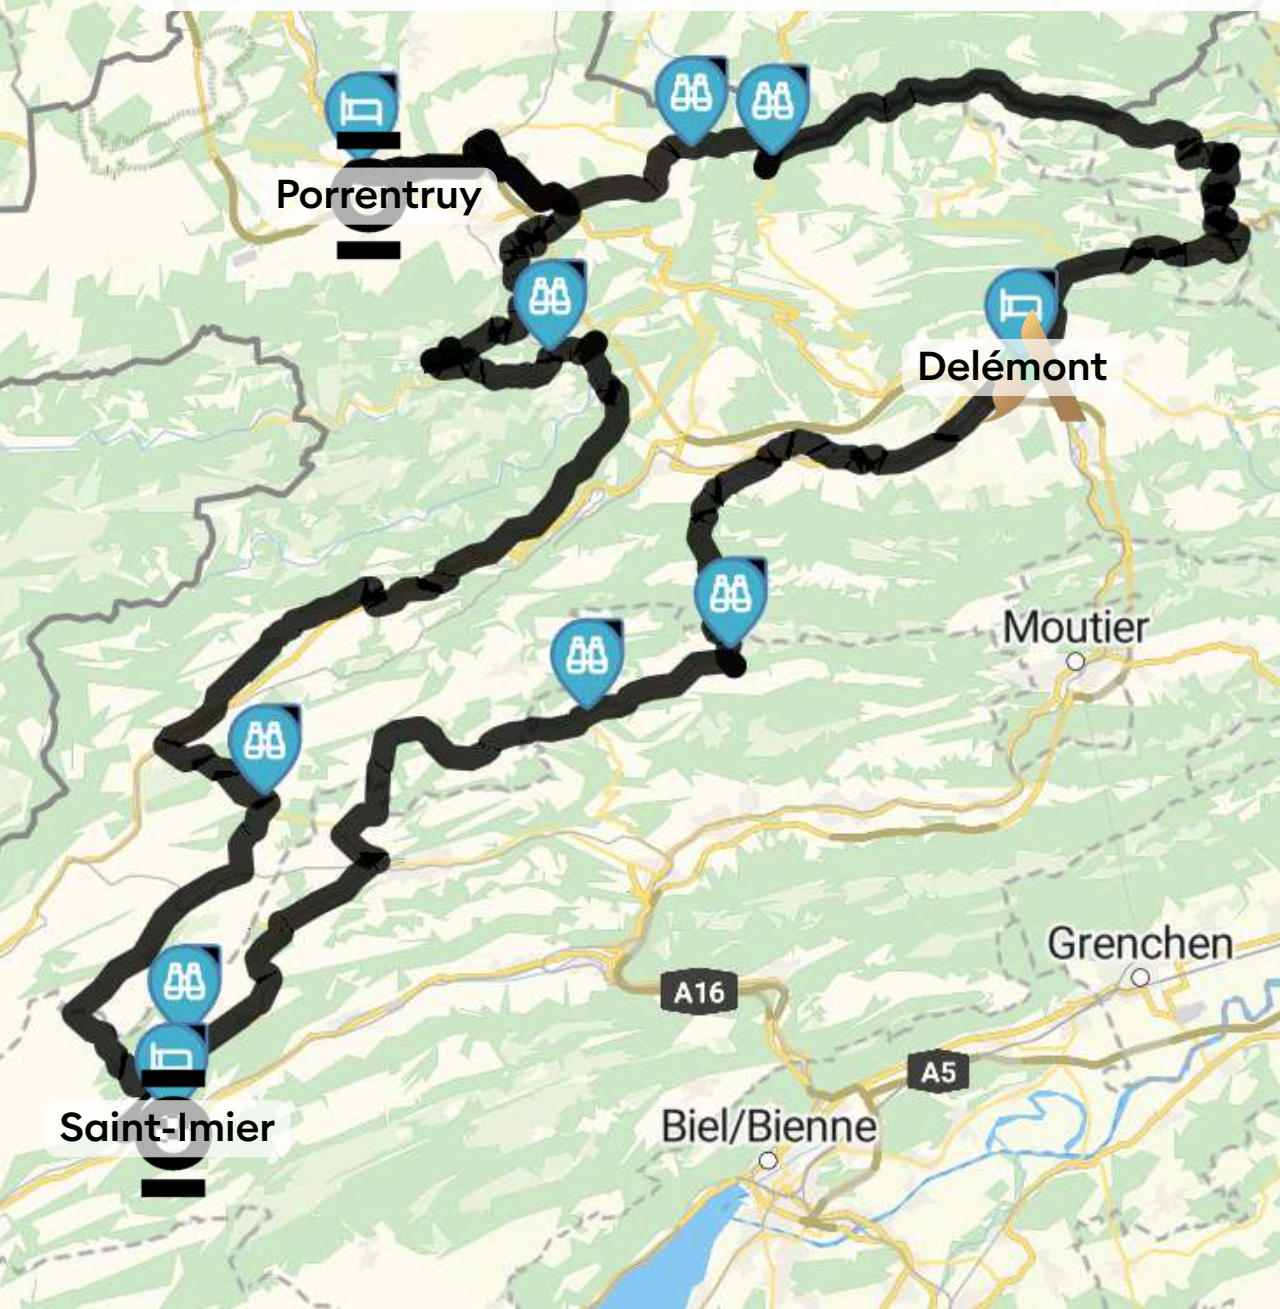 Porrentruy
Delémont
Moutier
Grenchen
A16
A5
Biel/Bienne
Saint-Imier